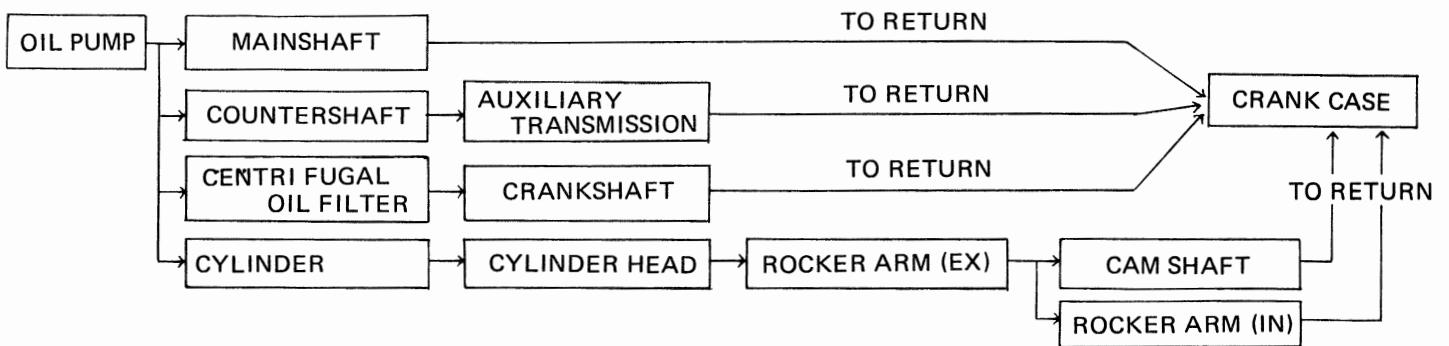 OIL PUMP
MAINSHAFT
TO RETURN
COUNTERSHAFT
AUXILIARY
TRANSMISSION
TO RETURN
CRANK CASE
CENTRI FUGAL
OIL FILTER
CRANKSHAFT
TO RETURN
TO RETURN
CYLINDER
CYLINDER HEAD
ROCKER ARM (EX)
CAM SHAFT
ROCKER ARM (IN)